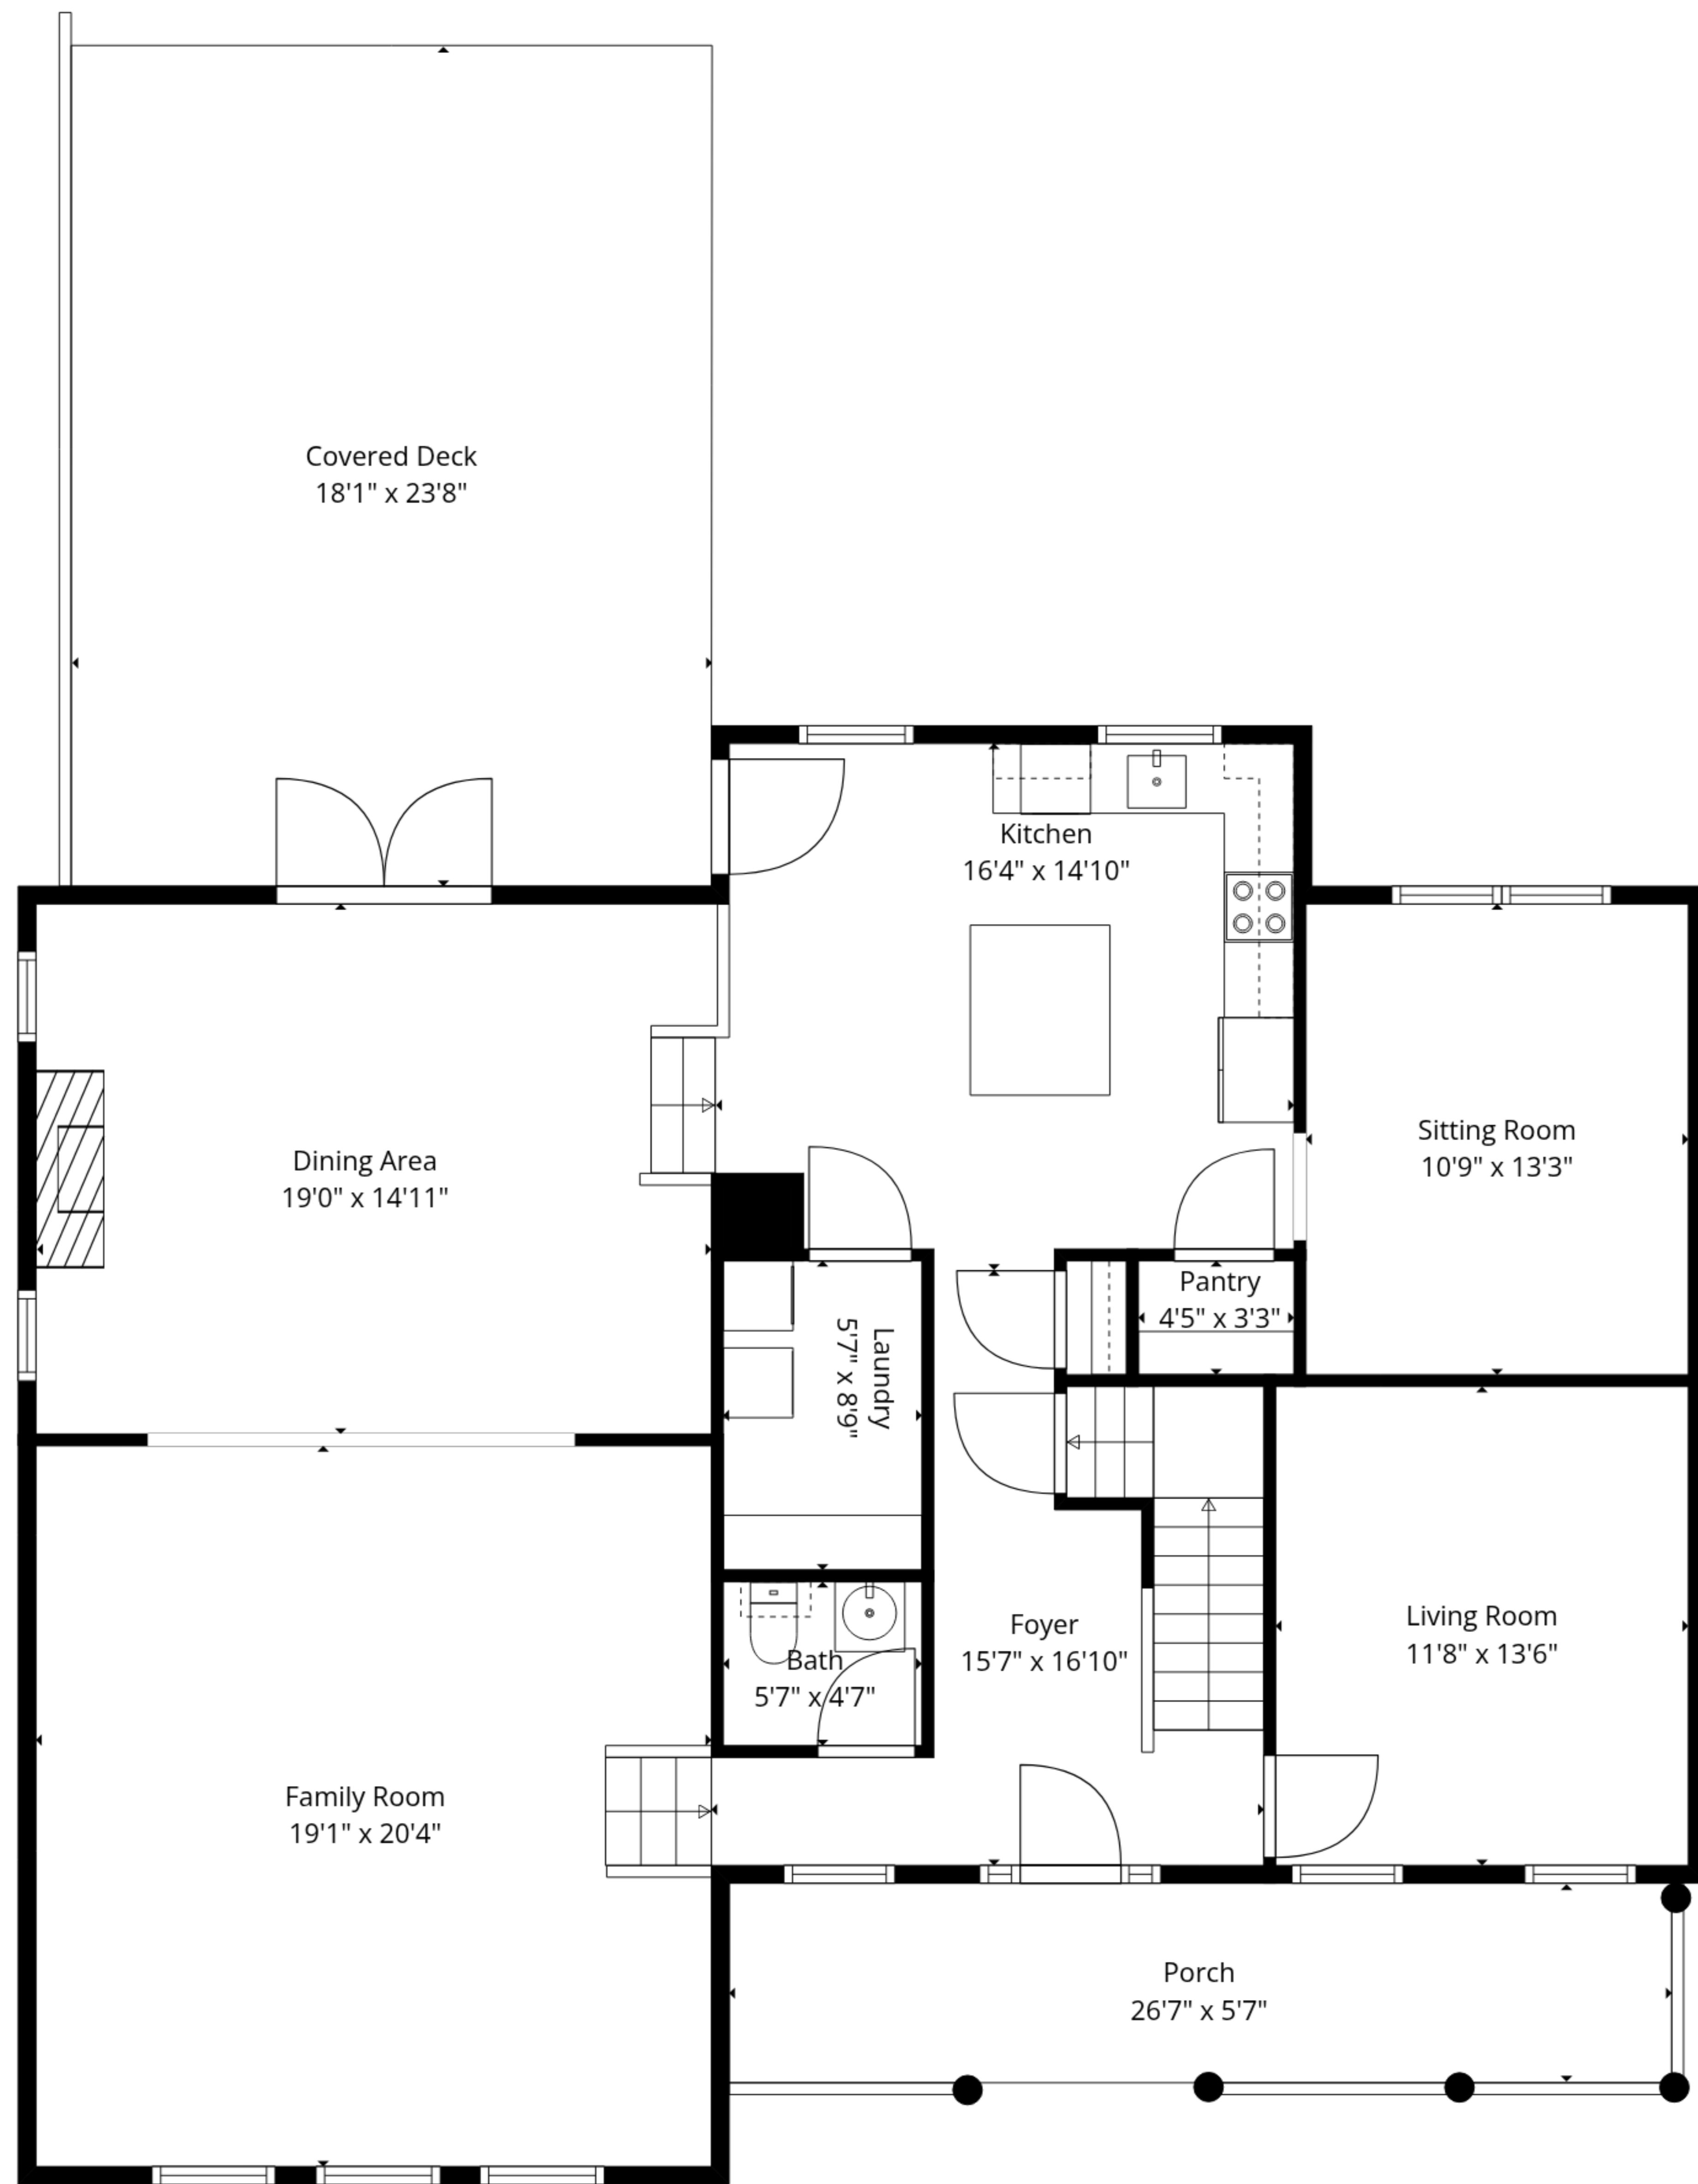 Covered Deck
18'1" x 23'8"
Kitchen
16'4" x 14'10"
Sitting Room
10'9" x 13'3"
Dining Area
19'0" x 14'11"
Pantry
4'5" x 3'3"
Laundry
5'7" x 8'9"
Foyer
15'7" x 16'10"
Living Room
11'8" x 13'6"
Bath
5'7" x 4'7"
Family Room
19'1" x 20'4"
Porch
26'7" x 5'7"